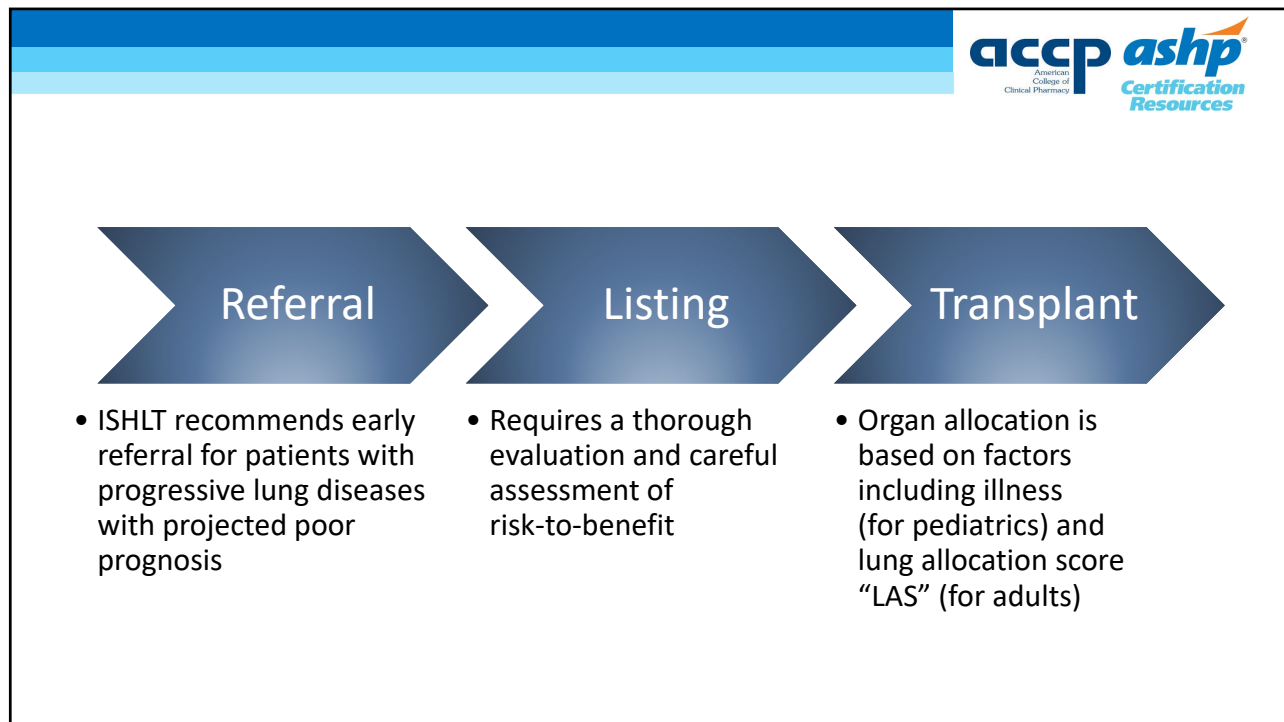 accp
American
College of
Clinical Pharmacy
ashp®
Certification
Resources
Referral
• ISHLT recommends early
referral for patients with
progressive lung diseases
with projected poor
prognosis
Listing
• Requires a thorough
evaluation and careful
assessment of
risk-to-benefit
Transplant
• Organ allocation is
based on factors
including illness
(for pediatrics) and
lung allocation score
“LAS” (for adults)